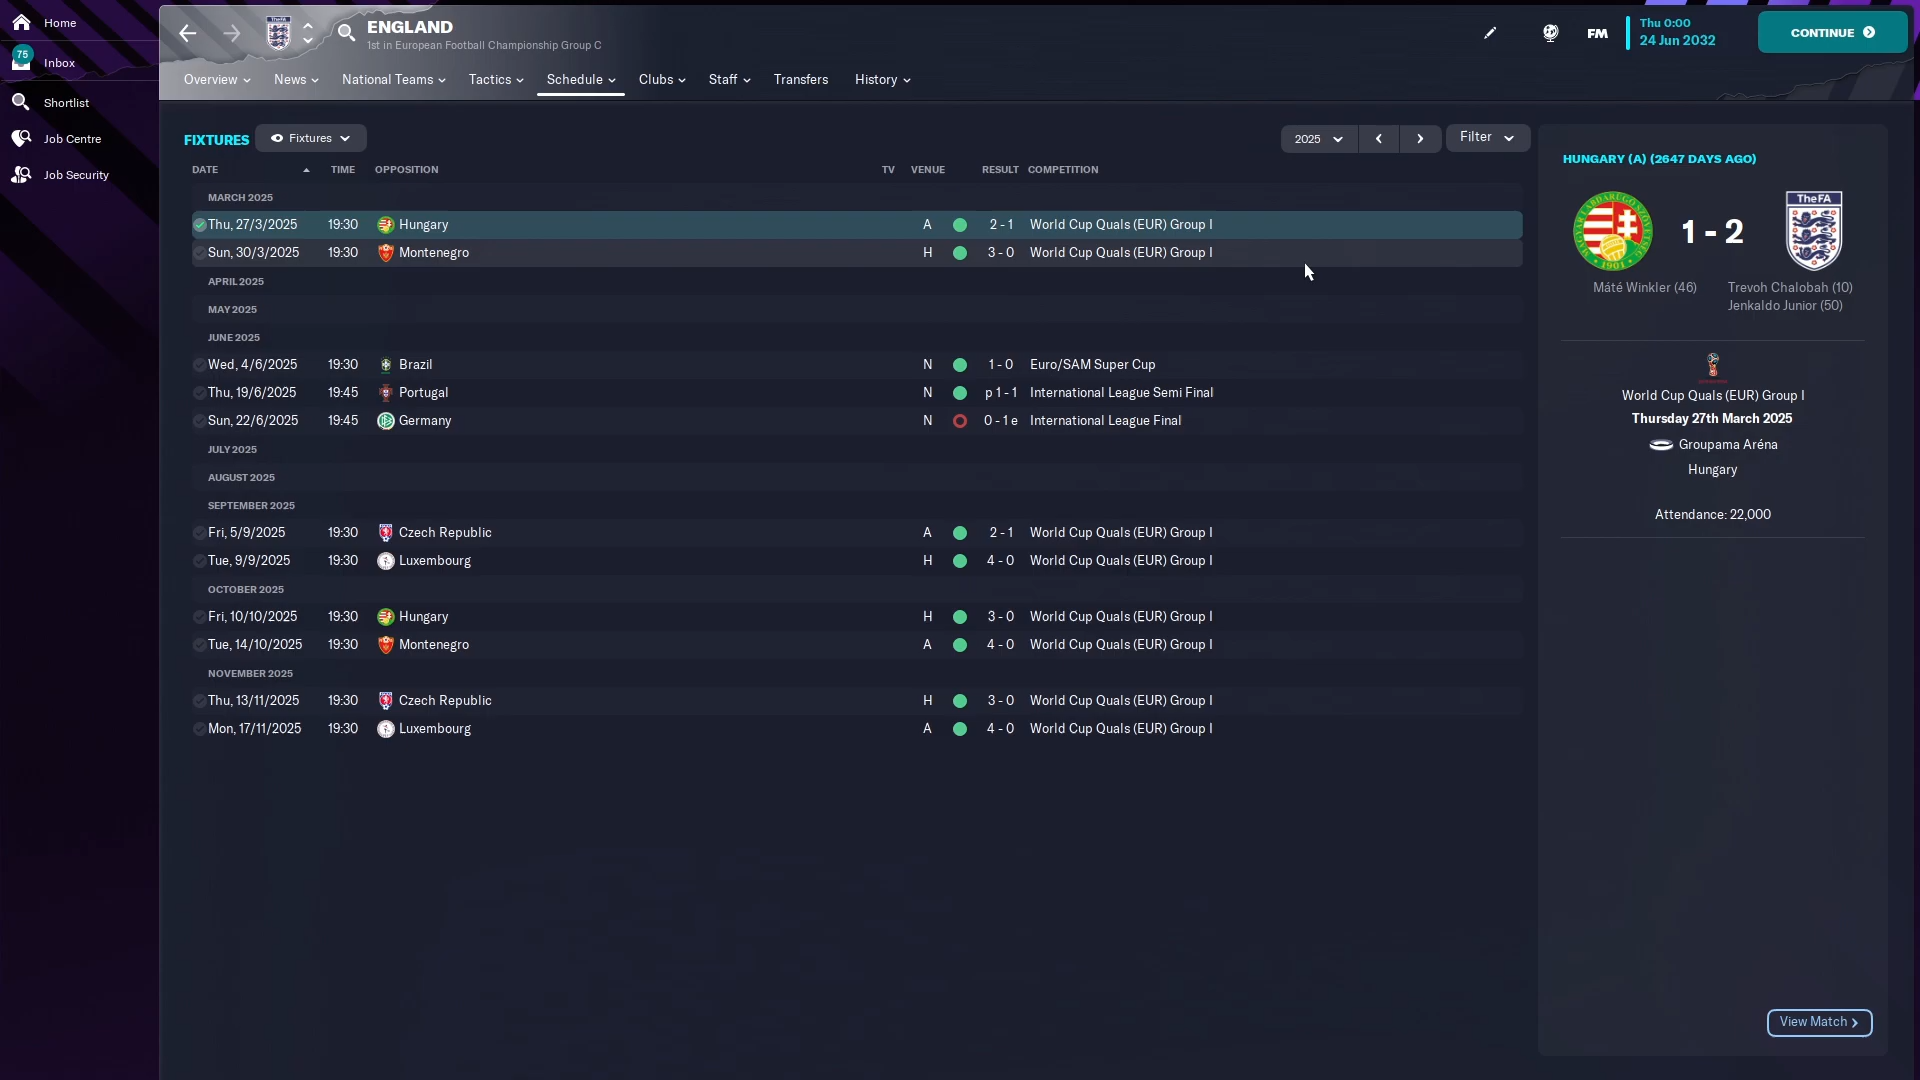 Home
75
Inbox
Shortlist
Job Centre
Job Security
The FA
ENGLAND
1st in European Football Championship Group C
FM
Thu 0:00
24 Jun 2032
CONTINUE
Overview
News
National Teams
Tactics
Schedule
Clubs
Staff
Transfers
History
FIXTURES
Fixtures
2025
Filter
DATE TIME OPPOSITION TV VENUE RESULT COMPETITION
MARCH 2025
Thu, 27/3/2025 19:30 Hungary A 2 - 1 World Cup Quals (EUR) Group I
Sun, 30/3/2025 19:30 Montenegro H 3 - 0 World Cup Quals (EUR) Group I
APRIL 2025
MAY 2025
JUNE 2025
Wed, 4/6/2025 19:30 Brazil N 1 - 0 Euro/SAM Super Cup
Thu, 19/6/2025 19:45 Portugal N p 1 - 1 International League Semi Final
Sun, 22/6/2025 19:45 Germany N 0 - 1 e International League Final
JULY 2025
AUGUST 2025
SEPTEMBER 2025
Fri, 5/9/2025 19:30 Czech Republic A 2 - 1 World Cup Quals (EUR) Group I
Tue, 9/9/2025 19:30 Luxembourg H 4 - 0 World Cup Quals (EUR) Group I
OCTOBER 2025
Fri, 10/10/2025 19:30 Hungary H 3 - 0 World Cup Quals (EUR) Group I
Tue, 14/10/2025 19:30 Montenegro A 4 - 0 World Cup Quals (EUR) Group I
NOVEMBER 2025
Thu, 13/11/2025 19:30 Czech Republic H 3 - 0 World Cup Quals (EUR) Group I
Mon, 17/11/2025 19:30 Luxembourg A 4 - 0 World Cup Quals (EUR) Group I
HUNGARY (A) (2647 DAYS AGO)
MAGYAR LABDARÚGÓ SZÖVETSÉG
1901
1 - 2
The FA
Máté Winkler (46)
Trevoh Chalobah (10)
Jenkaldo Junior (50)
World Cup Quals (EUR) Group I
Thursday 27th March 2025
Groupama Aréna
Hungary
Attendance: 22,000
View Match